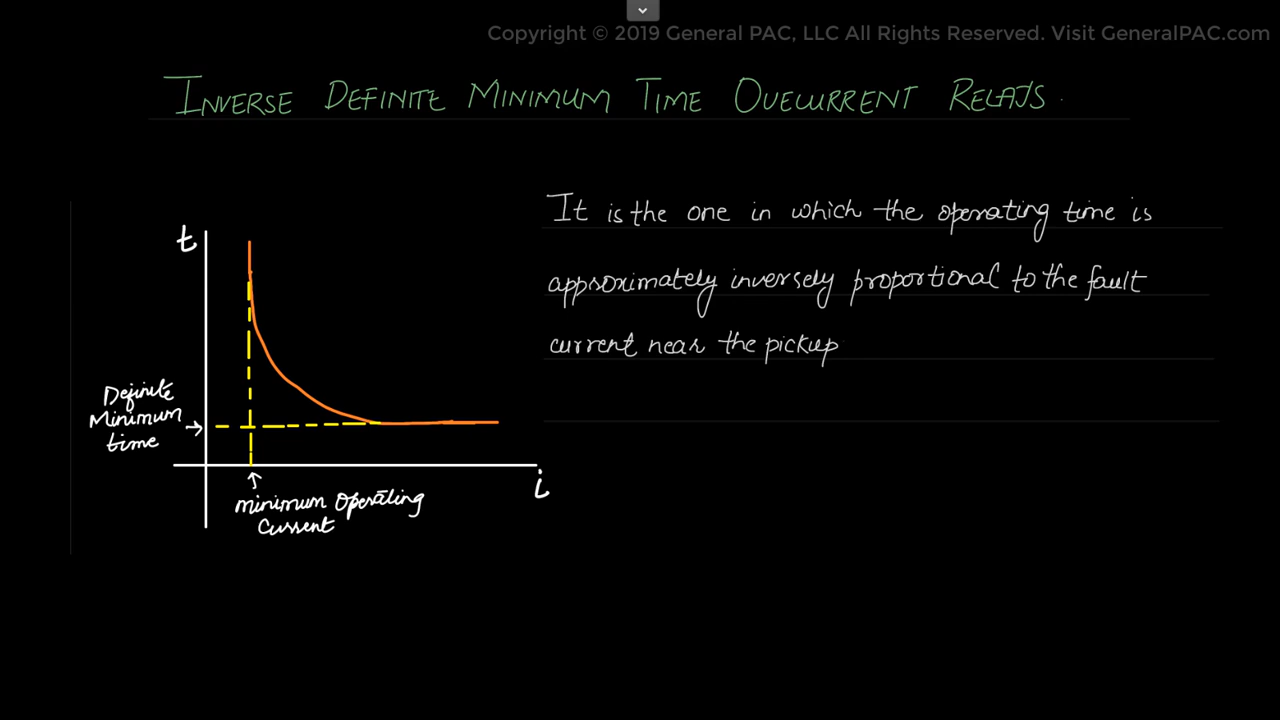 Copyright © 2019 General PAC, LLC All Rights Reserved. Visit GeneralPAC.com
INVERSE DEFINITE MINIMUM TIME OVECURRENT RELAYS
It is the one in which the operating time is
approximately inversely proportional to the fault
current near the pickup
t
Definite
Minimum
time
i
minimum Operating
Current